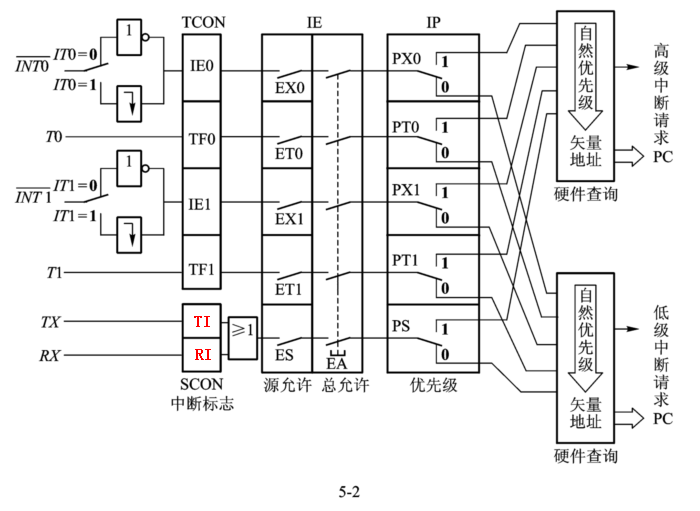 TCON IE IP
INT0 IT0=0 1 IE0 EX0 PX0 1 0
IT0=1
T0 TF0 ET0 PT0 1 0
INT1 IT1=0 1 IE1 EX1 PX1 1 0
IT1=1
T1 TF1 ET1 PT1 1 0
TX TI ≥1 ES EA PS 1 0
RX RI
SCON 源允许 总允许 优先级
中断标志
自然优先级
矢量
地址
硬件查询
高级中断请求
PC
自然优先级
矢量
地址
硬件查询
低级中断请求
PC
5-2